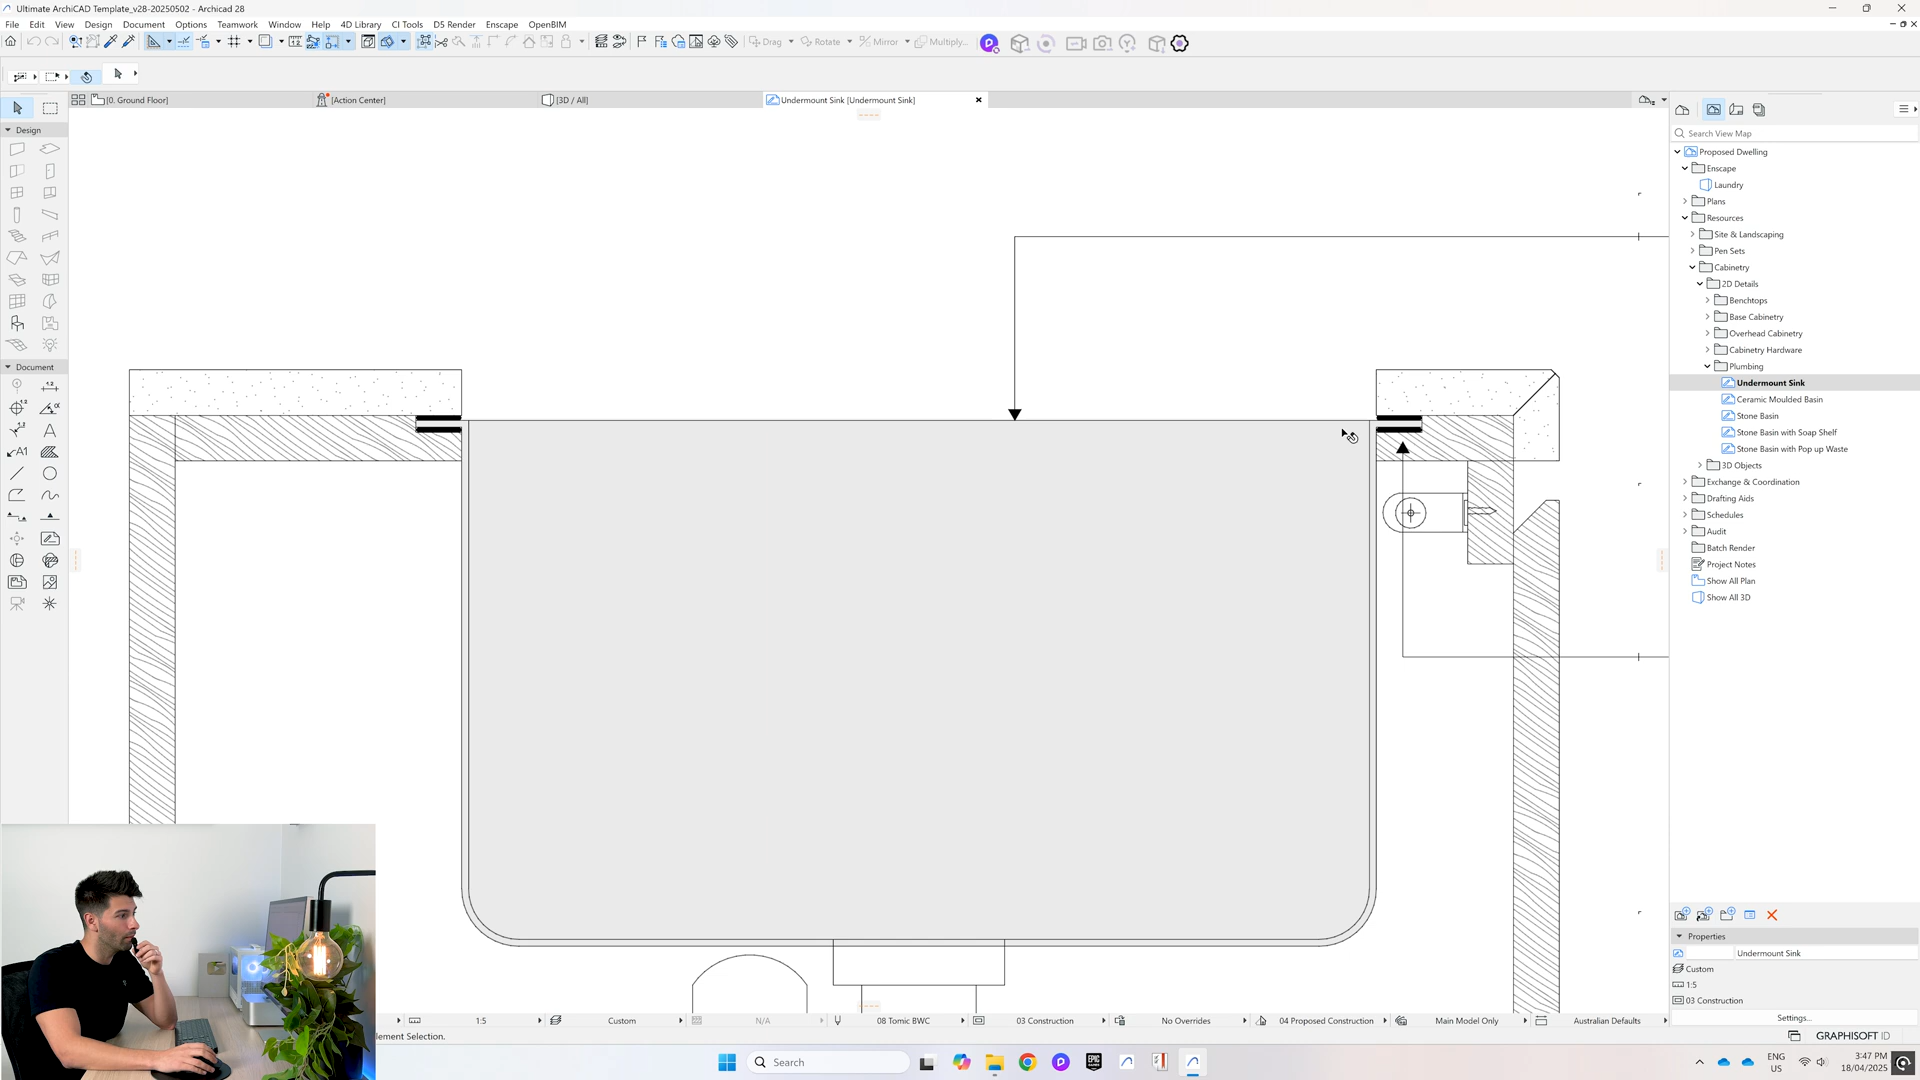 Ultimate ArchiCAD Template_v28-20250502 - Archicad 28
File Edit View Design Document Options Teamwork Window Help 4D Library CI Tools D5 Render Enscape OpenBIM
Drag Rotate Mirror Multiply...
[0. Ground Floor] [Action Center] [3D / All] Undermount Sink [Undermount Sink]
Search View Map
Design
Proposed Dwelling
Enscape
Laundry
Plans
Resources
Site & Landscaping
Pen Sets
Cabinetry
2D Details
Benchtops
Base Cabinetry
Overhead Cabinetry
Cabinetry Hardware
Document
Plumbing
Undermount Sink
Ceramic Moulded Basin
Stone Basin
Stone Basin with Soap Shelf
Stone Basin with Pop up Waste
3D Objects
Exchange & Coordination
Drafting Aids
Schedules
Audit
Batch Render
Project Notes
Show All Plan
Show All 3D
Properties
Undermount Sink
Custom
1:5
03 Construction
Settings...
1:5 Custom N/A 08 Tomic BWC 03 Construction No Overrides 04 Proposed Construction Main Model Only Australian Defaults
lement Selection.
GRAPHISOFT ID
Search
EPIC
ENG
US
3:47 PM
18/04/2025